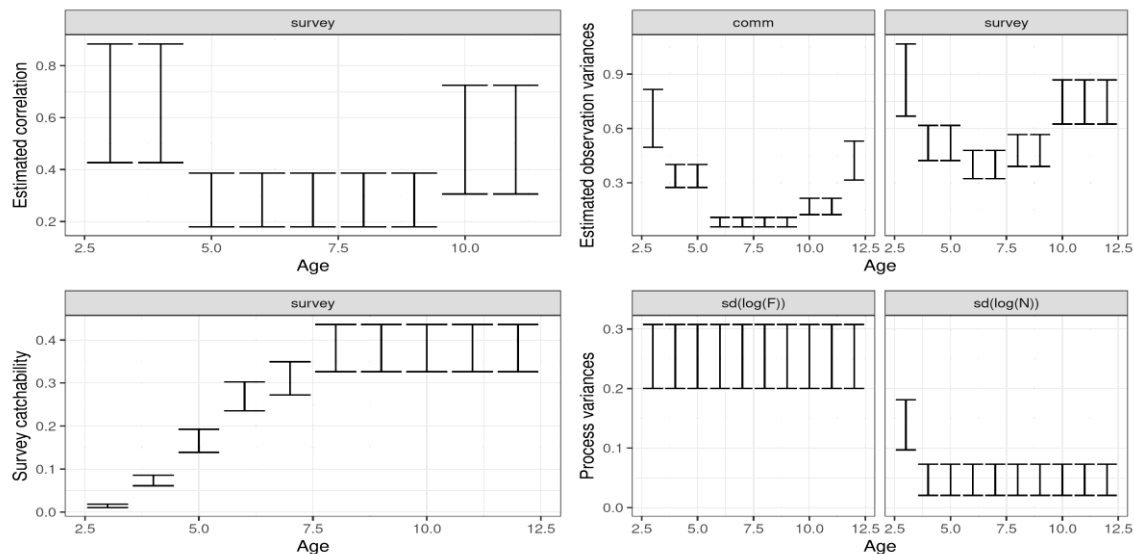 survey
Estimated correlation
0.8
0.6
0.4
0.2
2.5 5.0 7.5 10.0
Age
comm survey
Estimated observation variances
0.9
0.6
0.3
2.5 5.0 7.5 10.0 12.5 2.5 5.0 7.5 10.0 12.5
Age
survey
Survey catchability
0.4
0.3
0.2
0.1
0.0
2.5 5.0 7.5 10.0 12.5
Age
sd(log(F)) sd(log(N))
Process variances
0.3
0.2
0.1
0.0
2.5 5.0 7.5 10.0 12.5 2.5 5.0 7.5 10.0 12.5
Age